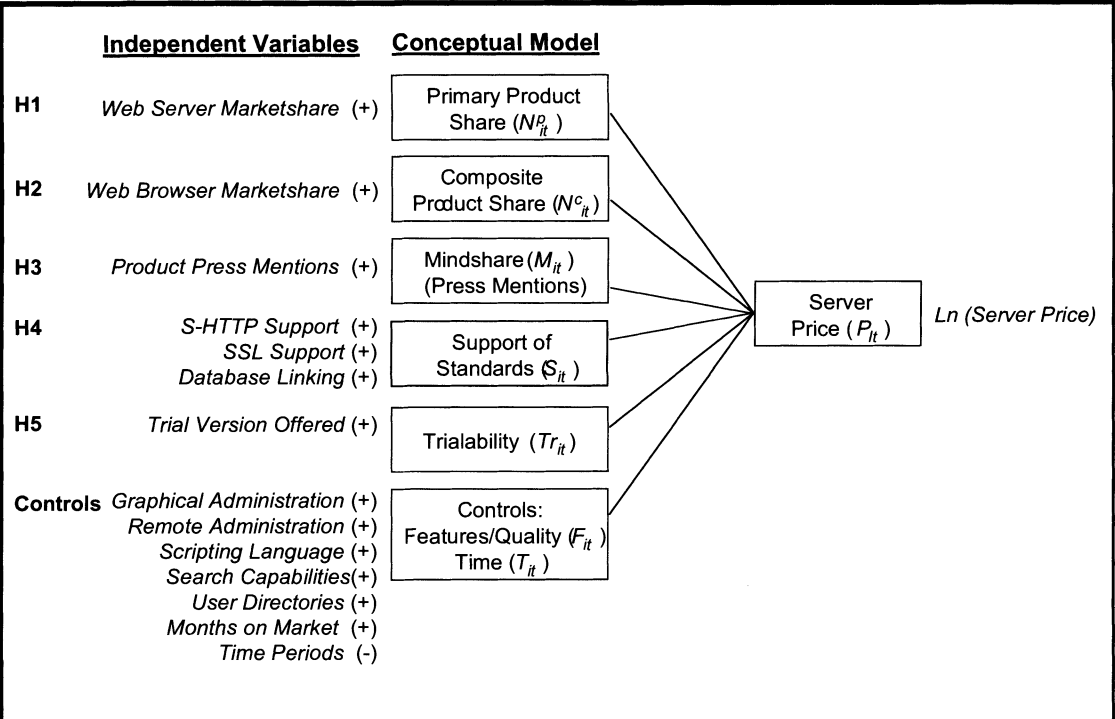 Independent Variables Conceptual Model
H1 Web Server Marketshare (+) Primary Product
Share (N^p_it )
H2 Web Browser Marketshare (+) Composite
Product Share (N^c_it )
H3 Product Press Mentions (+) Mindshare (M_it )
(Press Mentions)
Server
Price ( P_It ) Ln (Server Price)
H4 S-HTTP Support (+)
SSL Support (+)
Database Linking (+)
Support of
Standards (S_it )
H5 Trial Version Offered (+) Trialability (Tr_it )
Controls Graphical Administration (+)
Remote Administration (+)
Scripting Language (+)
Search Capabilities(+)
User Directories (+)
Months on Market (+)
Time Periods (-)
Controls:
Features/Quality (F_it )
Time (T_it )